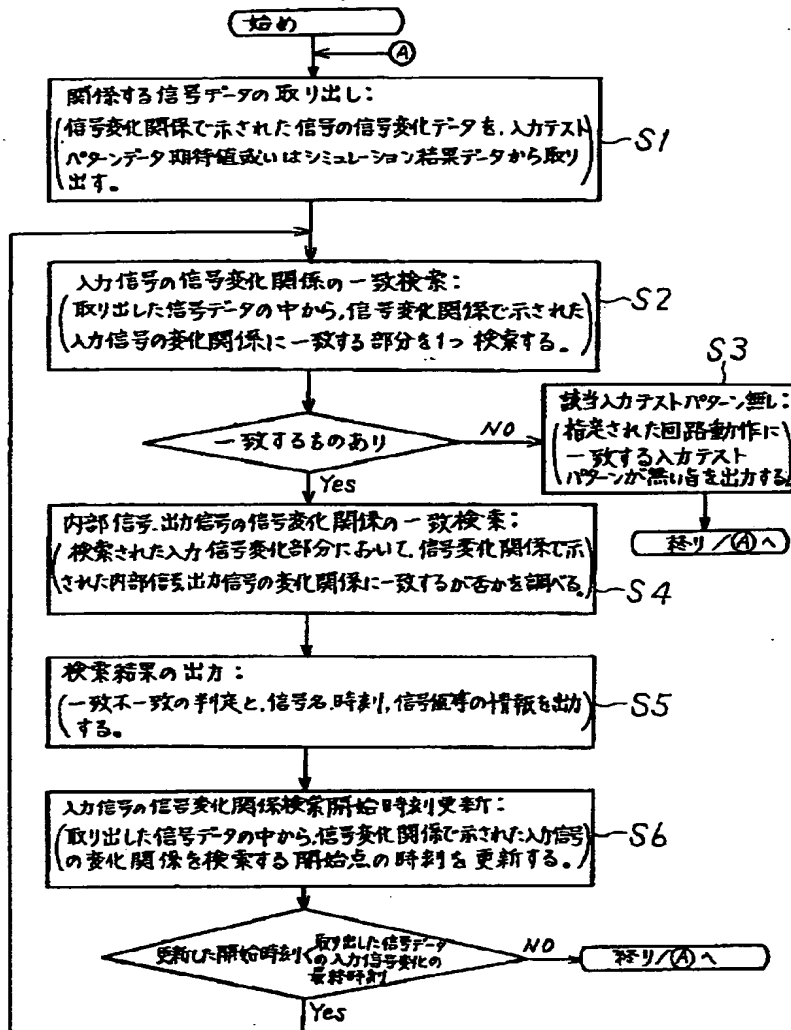 始め
Ⓐ
関係する信号データの取り出し:
(信号変化関係で示された信号の信号変化データを、入力テスト
パターンデータ期待値或いはシミュレーション結果データから取り
出す。)
S1
入力信号の信号変化関係の一致検索:
(取り出した信号データの中から、信号変化関係で示された
入力信号の変化関係に一致する部分を1つ検索する。)
S2
S3
該当入力テストパターン無し:
(指定された回路動作に
一致する入力テスト
パターンが無い旨を出力する。)
一致するものあり
NO
Yes
終り/Ⓐへ
内部信号、出力信号の信号変化関係の一致検索:
(検索された入力信号変化部分において、信号変化関係で示
された内部信号、出力信号の変化関係に一致するか否かを調べる。)
S4
検索結果の出力:
(一致不一致の判定と、信号名、時刻、信号値等の情報を出力
する。)
S5
入力信号の信号変化関係検索開始時刻更新:
(取り出した信号データの中から、信号変化関係で示された入力信号
の変化関係を検索する開始点の時刻を更新する。)
S6
更新した開始時刻<取り出した信号データ
の入力信号変化の
最終時刻
NO
終り/Ⓐへ
Yes